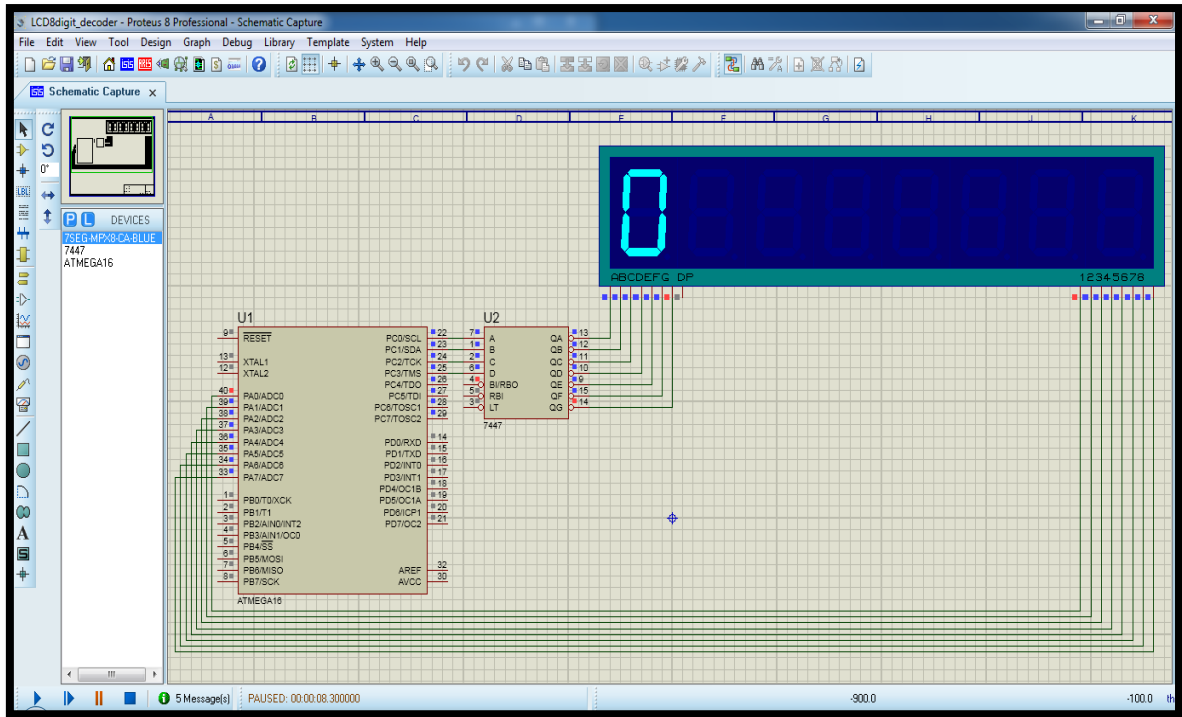 LCD8digit_decoder - Proteus 8 Professional - Schematic Capture
File Edit View Tool Design Graph Debug Library Template System Help
Schematic Capture x
A B C D E F G H J K
0°
LBL
P L DEVICES
7SEG-MPX8-CA-BLUE
7447
ATMEGA16
0
ABCDEFG DP
12345678
U1
9 RESET
13 XTAL1
12 XTAL2
40 PA0/ADC0
39 PA1/ADC1
38 PA2/ADC2
37 PA3/ADC3
36 PA4/ADC4
35 PA5/ADC5
34 PA6/ADC6
33 PA7/ADC7
1 PB0/T0/XCK
2 PB1/T1
3 PB2/AIN0/INT2
4 PB3/AIN1/OC0
5 PB4/SS
6 PB5/MOSI
7 PB6/MISO
8 PB7/SCK
PC0/SCL 22
PC1/SDA 23
PC2/TCK 24
PC3/TMS 25
PC4/TDO 26
PC5/TDI 27
PC6/TOSC1 28
PC7/TOSC2 29
PD0/RXD 14
PD1/TXD 15
PD2/INT0 16
PD3/INT1 17
PD4/OC1B 18
PD5/OC1A 19
PD6/ICP1 20
PD7/OC2 21
AREF 32
AVCC 30
ATMEGA16
U2
7 A QA 13
1 B QB 12
2 C QC 11
6 D QD 10
4 BI/RBO QE 9
5 RBI QF 15
3 LT QG 14
7447
5 Message(s) PAUSED: 00:00:08.300000 -900.0 -100.0 th